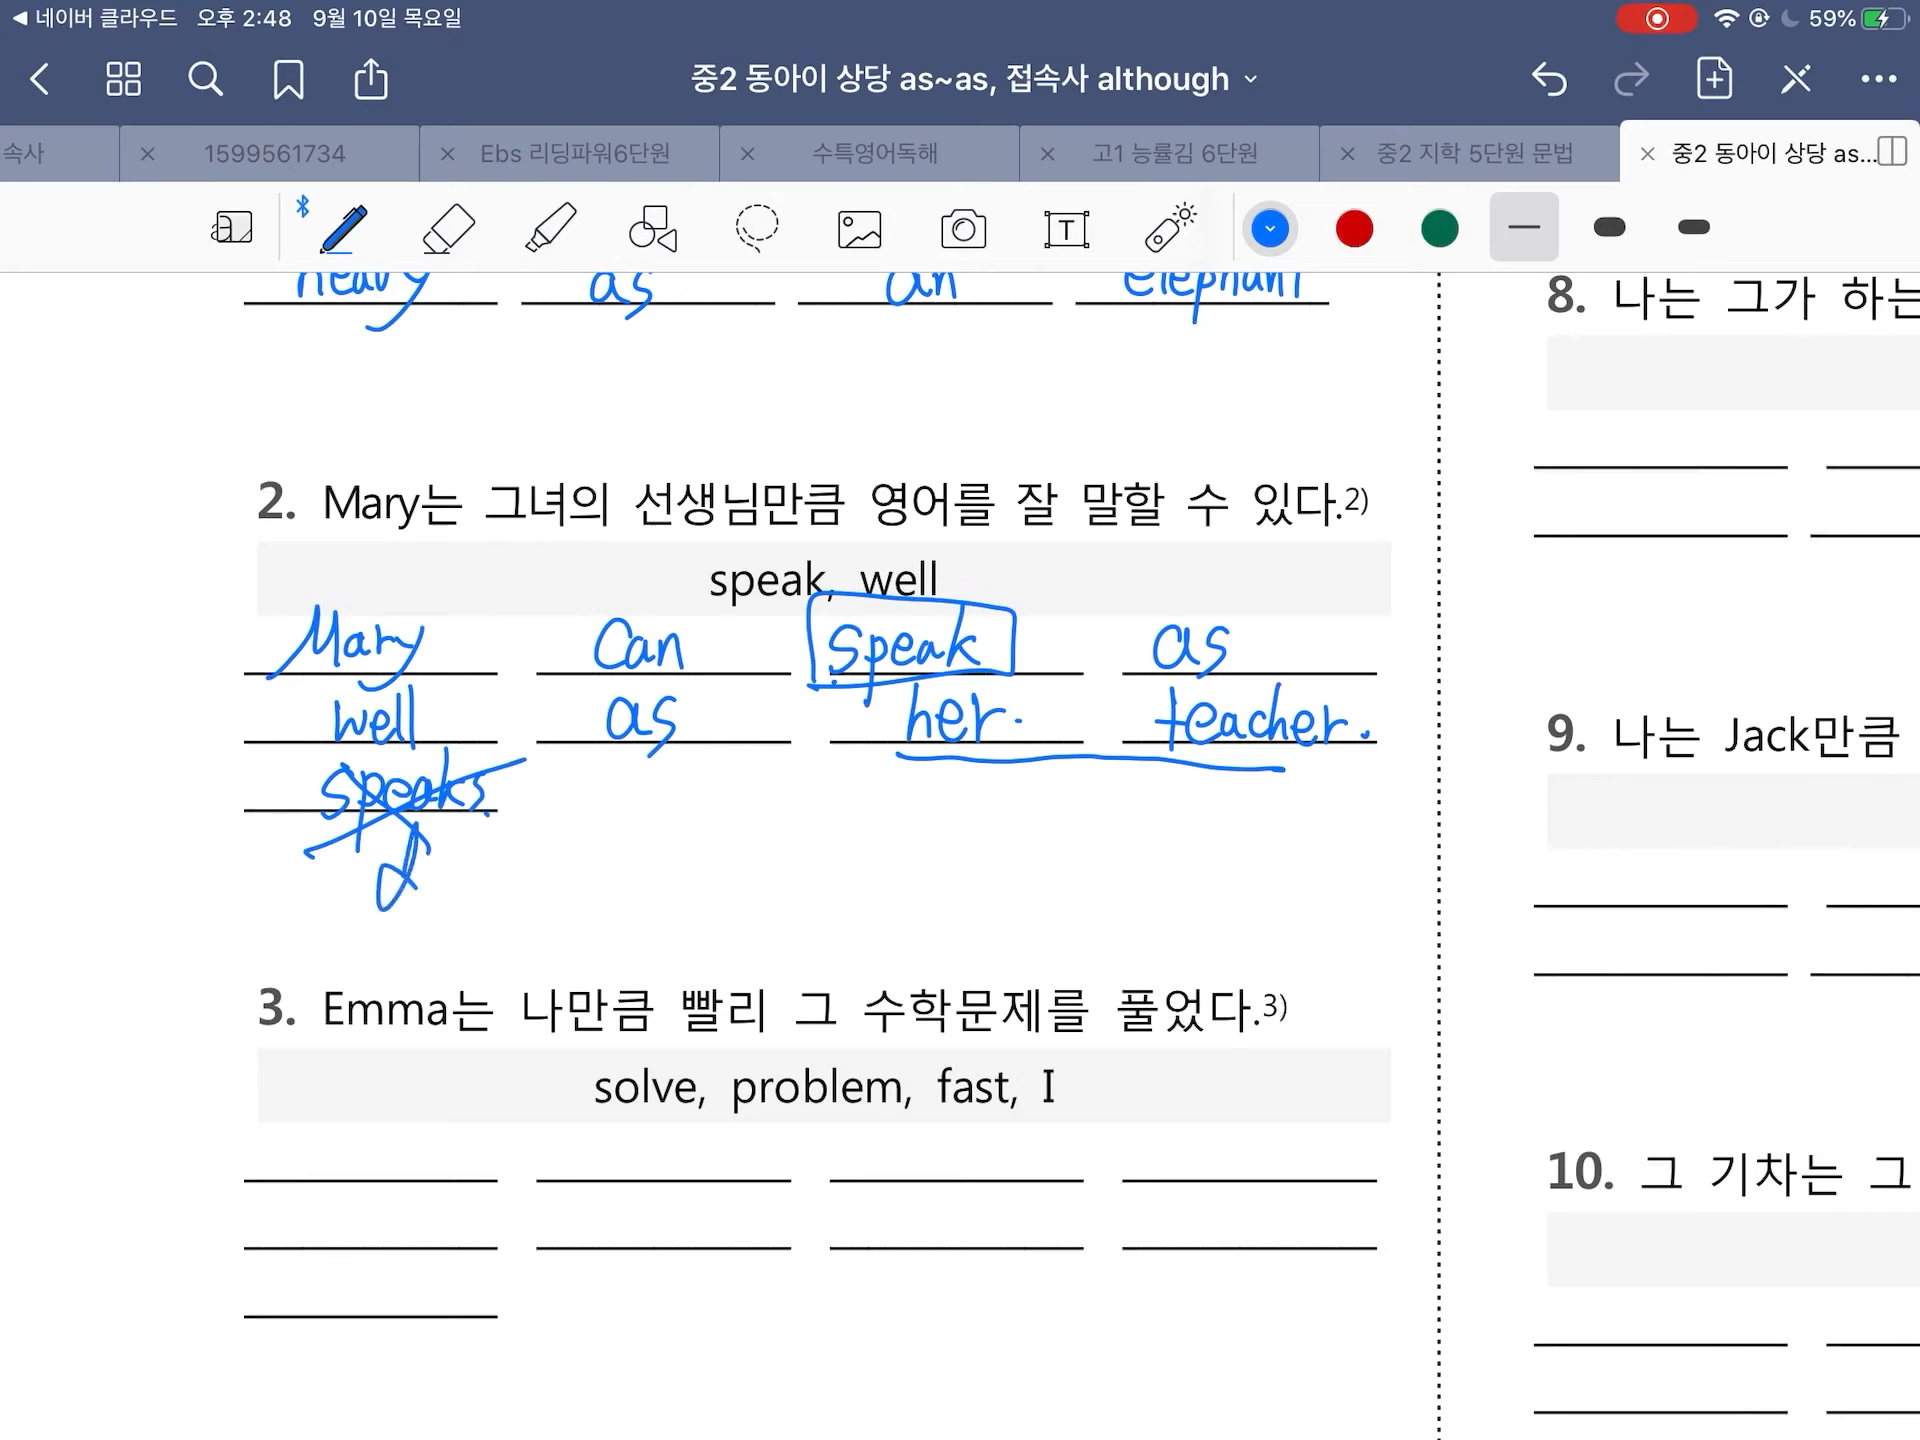 ◀ 네이버 클라우드 오후 2:48 9월 10일 목요일 59%
중2 동아이 상당 as~as, 접속사 although
속사 1599561734 Ebs 리딩파워6단원 수특영어독해 고1 능률김 6단원 중2 지학 5단원 문법 중2 동아이 상당 as...
heavy as an elephant
2. Mary는 그녀의 선생님만큼 영어를 잘 말할 수 있다.2)
speak, well
Mary Can speak as
well as her. teacher.
speaks.
d
3. Emma는 나만큼 빨리 그 수학문제를 풀었다.3)
solve, problem, fast, I
8. 나는 그가 하는
9. 나는 Jack만큼
10. 그 기차는 그